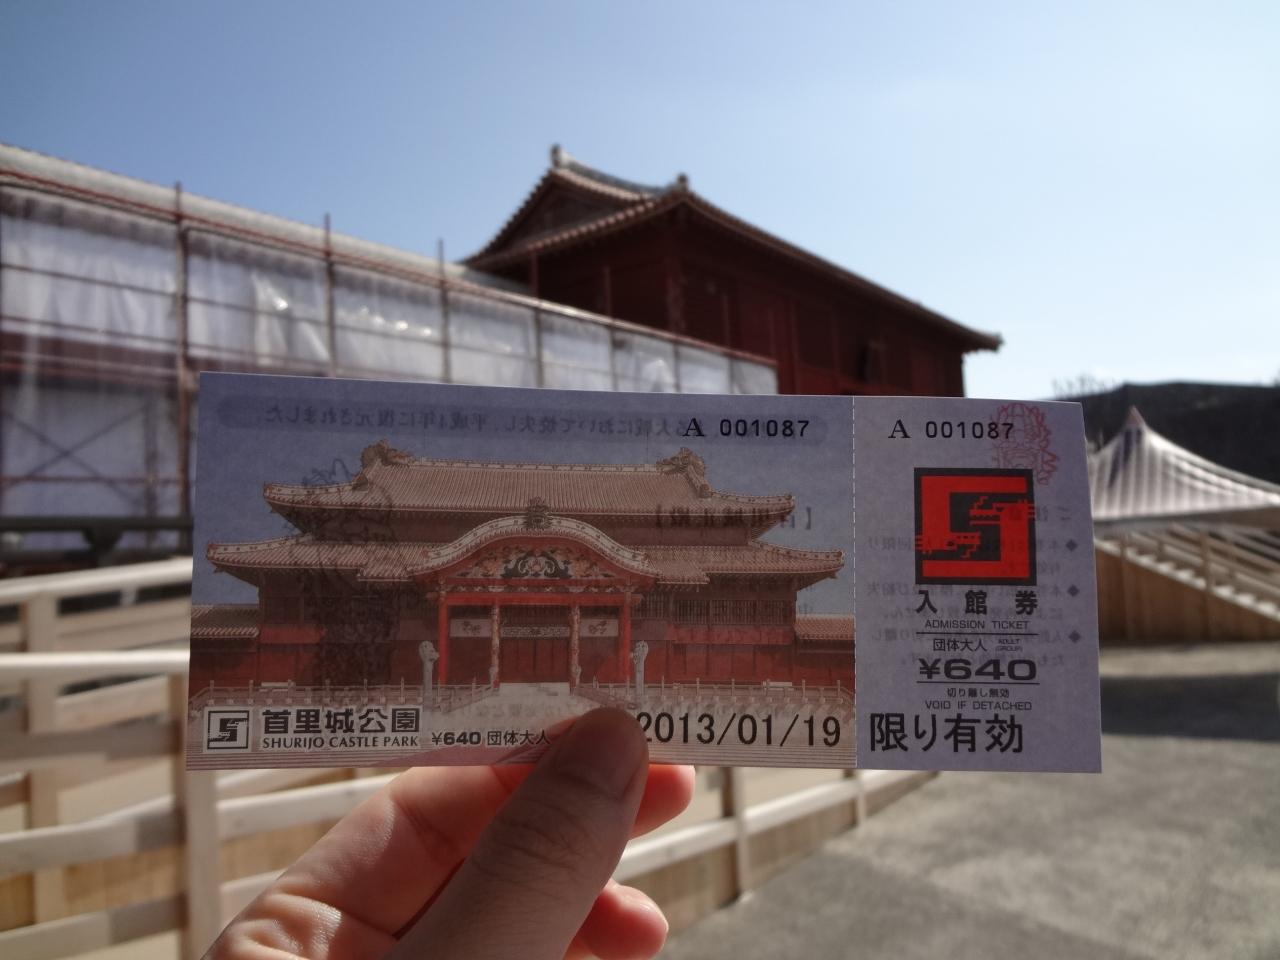 A 001087
首里城公園
SHURIJO CASTLE PARK
¥640 団体大人
2013/01/19
A 001087
入館券
ADMISSION TICKET
団体大人 ADULT (GROUP)
¥640
切り離し無効
VOID IF DETACHED
限り有効